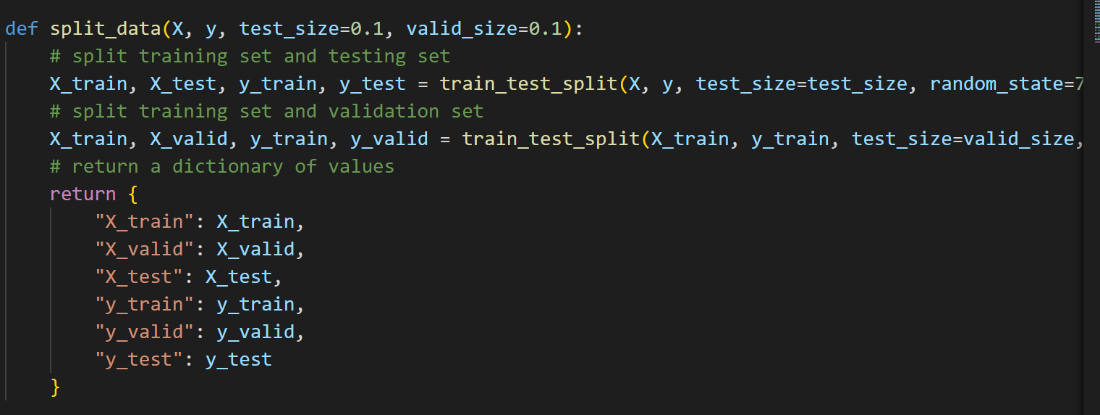 def split_data(X, y, test_size=0.1, valid_size=0.1):
    # split training set and testing set
    X_train, X_test, y_train, y_test = train_test_split(X, y, test_size=test_size, random_state=7
    # split training set and validation set
    X_train, X_valid, y_train, y_valid = train_test_split(X_train, y_train, test_size=valid_size,
    # return a dictionary of values
    return {
        "X_train": X_train,
        "X_valid": X_valid,
        "X_test": X_test,
        "y_train": y_train,
        "y_valid": y_valid,
        "y_test": y_test
    }